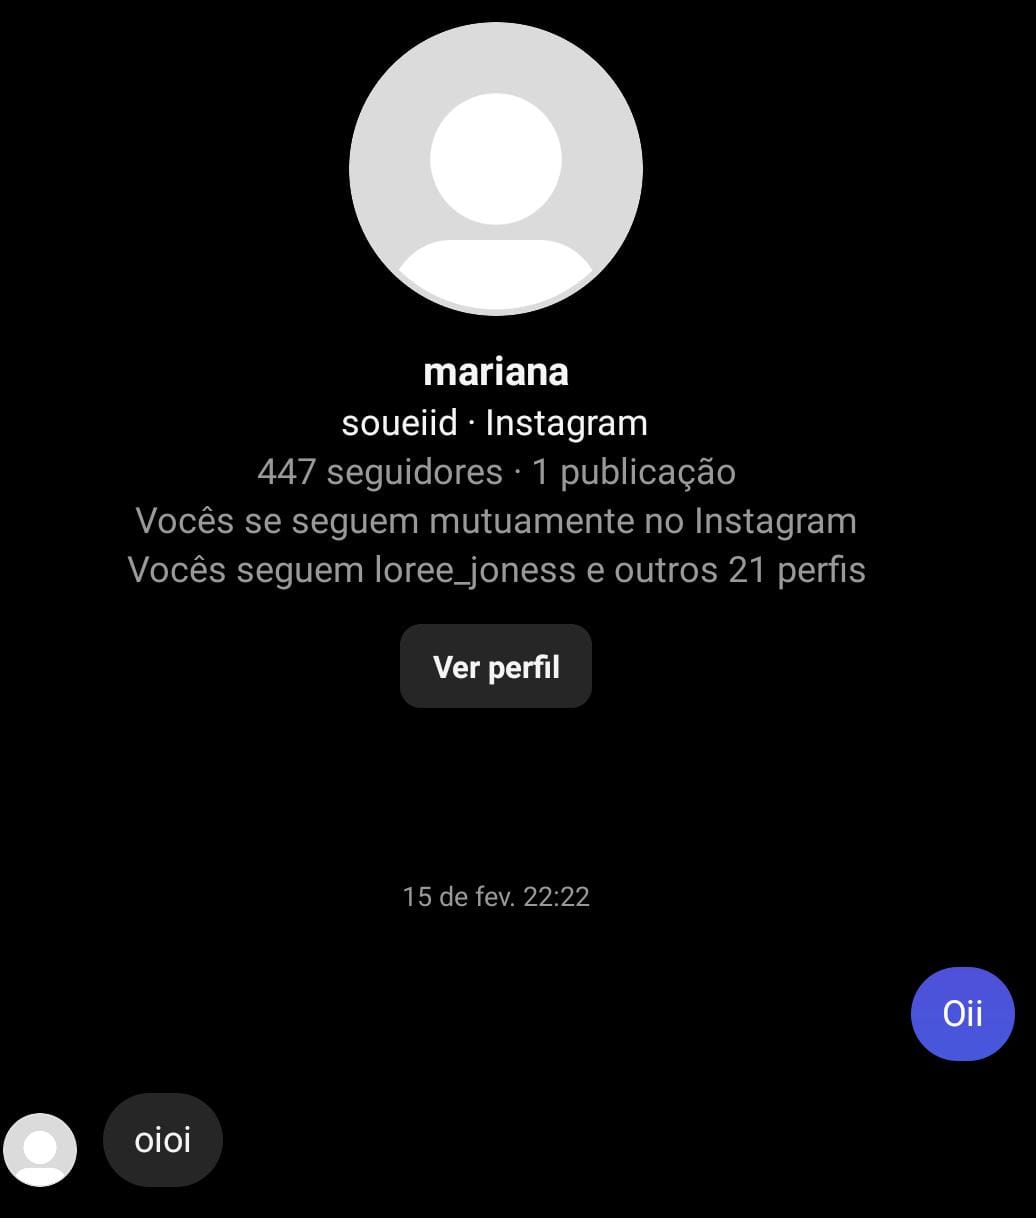 mariana
soueiid · Instagram
447 seguidores · 1 publicação
Vocês se seguem mutuamente no Instagram
Vocês seguem loree_joness e outros 21 perfis
Ver perfil
15 de fev. 22:22
Oii
oioi